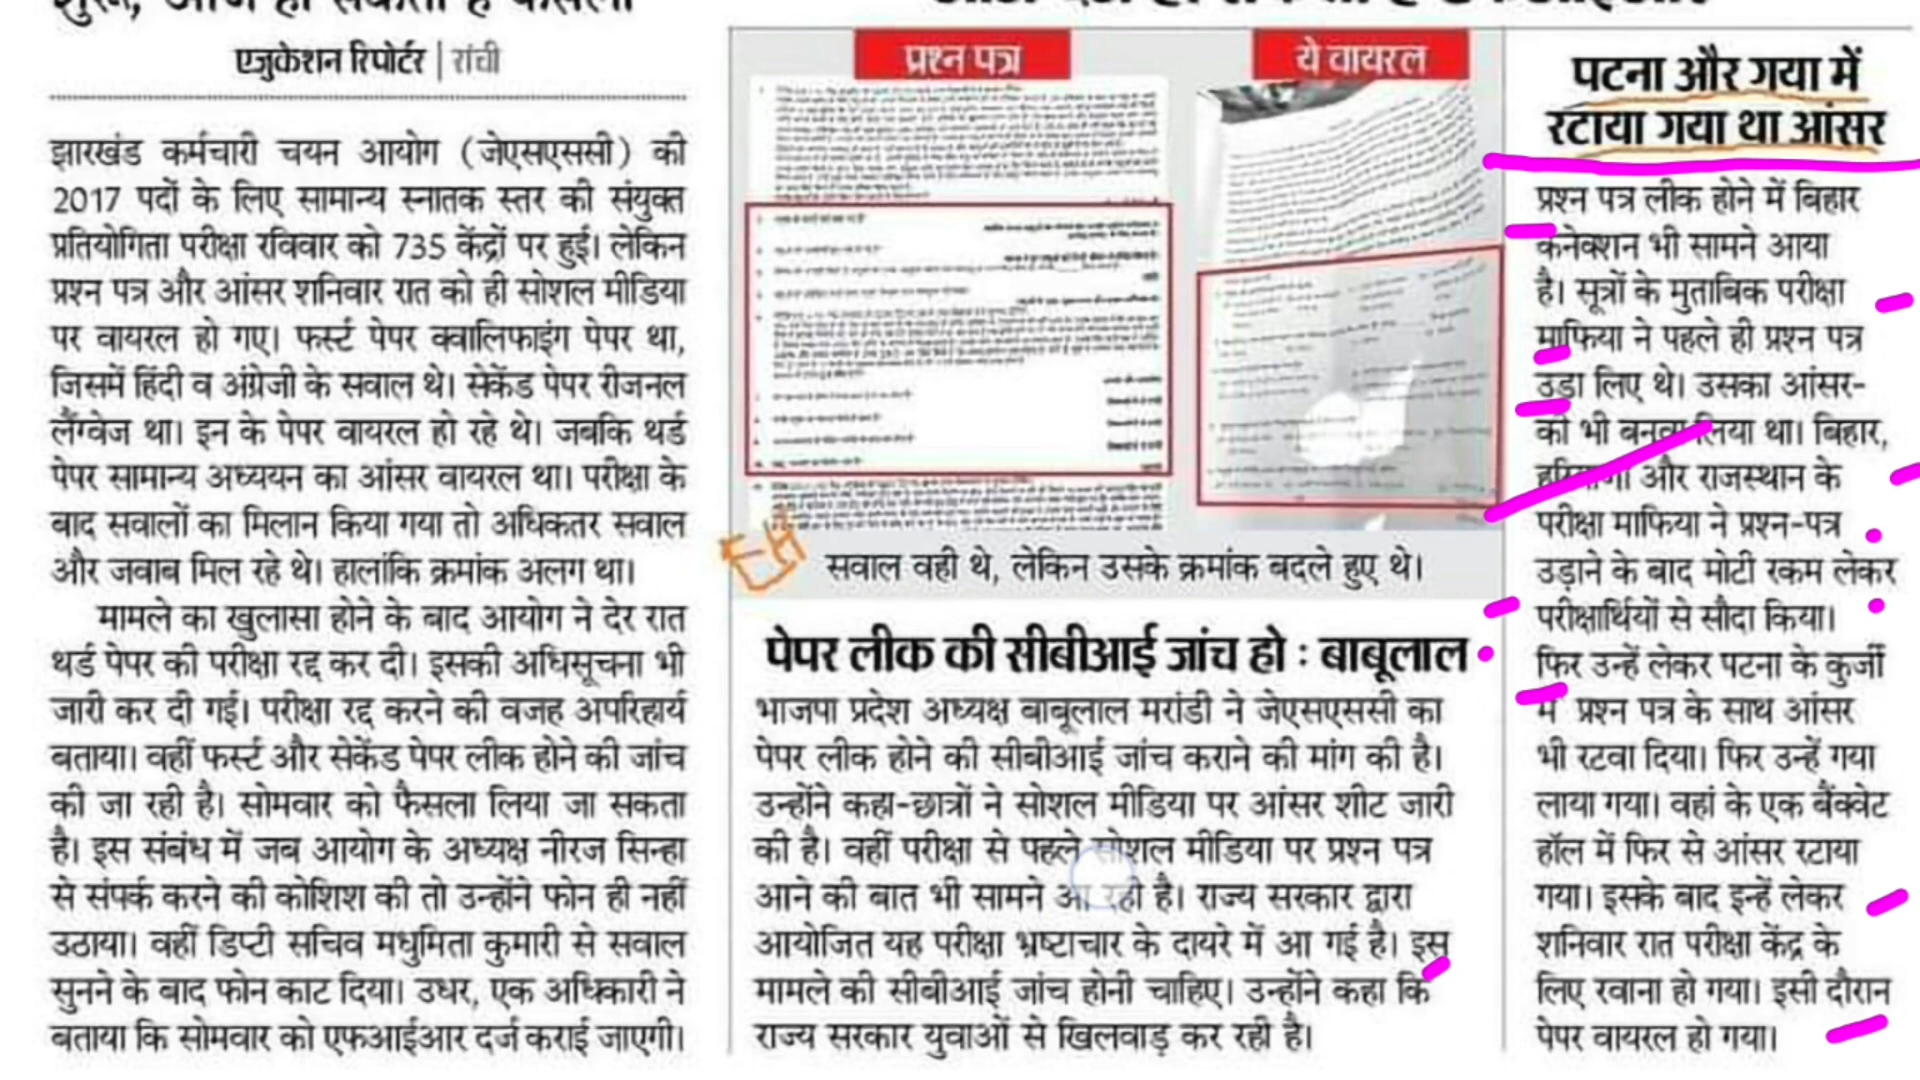 एजुकेशन रिपोर्टर | रांची
झारखंड कर्मचारी चयन आयोग (जेएसएससी) की
2017 पदों के लिए सामान्य स्नातक स्तर की संयुक्त
प्रतियोगिता परीक्षा रविवार को 735 केंद्रों पर हुई। लेकिन
प्रश्न पत्र और आंसर शनिवार रात को ही सोशल मीडिया
पर वायरल हो गए। फर्स्ट पेपर क्वालिफाइंग पेपर था,
जिसमें हिंदी व अंग्रेजी के सवाल थे। सेकेंड पेपर रीजनल
लैंग्वेज था। इन के पेपर वायरल हो रहे थे। जबकि थर्ड
पेपर सामान्य अध्ययन का आंसर वायरल था। परीक्षा के
बाद सवालों का मिलान किया गया तो अधिकतर सवाल
और जवाब मिल रहे थे। हालांकि क्रमांक अलग था।
मामले का खुलासा होने के बाद आयोग ने देर रात
थर्ड पेपर की परीक्षा रद्द कर दी। इसकी अधिसूचना भी
जारी कर दी गई। परीक्षा रद्द करने की वजह अपरिहार्य
बताया। वहीं फर्स्ट और सेकेंड पेपर लीक होने की जांच
की जा रही है। सोमवार को फैसला लिया जा सकता
है। इस संबंध में जब आयोग के अध्यक्ष नीरज सिन्हा
से संपर्क करने की कोशिश की तो उन्होंने फोन ही नहीं
उठाया। वहीं डिप्टी सचिव मधुमिता कुमारी से सवाल
सुनने के बाद फोन काट दिया। उधर, एक अधिकारी ने
बताया कि सोमवार को एफआईआर दर्ज कराई जाएगी।
प्रश्न पत्र
ये वायरल
सवाल वही थे, लेकिन उसके क्रमांक बदले हुए थे।
पेपर लीक की सीबीआई जांच हो : बाबूलाल
भाजपा प्रदेश अध्यक्ष बाबूलाल मरांडी ने जेएसएससी का
पेपर लीक होने की सीबीआई जांच कराने की मांग की है।
उन्होंने कहा-छात्रों ने सोशल मीडिया पर आंसर शीट जारी
की है। वहीं परीक्षा से पहले सोशल मीडिया पर प्रश्न पत्र
आने की बात भी सामने आ रही है। राज्य सरकार द्वारा
आयोजित यह परीक्षा भ्रष्टाचार के दायरे में आ गई है। इस
मामले की सीबीआई जांच होनी चाहिए। उन्होंने कहा कि
राज्य सरकार युवाओं से खिलवाड़ कर रही है।
पटना और गया में
रटाया गया था आंसर
प्रश्न पत्र लीक होने में बिहार
कनेक्शन भी सामने आया
है। सूत्रों के मुताबिक परीक्षा
माफिया ने पहले ही प्रश्न पत्र
उड़ा लिए थे। उसका आंसर-
की भी बनवा लिया था। बिहार,
हरियाणा और राजस्थान के
परीक्षा माफिया ने प्रश्न-पत्र
उड़ाने के बाद मोटी रकम लेकर
परीक्षार्थियों से सौदा किया।
फिर उन्हें लेकर पटना के कुर्जी
में प्रश्न पत्र के साथ आंसर
भी रटवा दिया। फिर उन्हें गया
लाया गया। वहां के एक बैंक्वेट
हॉल में फिर से आंसर रटाया
गया। इसके बाद इन्हें लेकर
शनिवार रात परीक्षा केंद्र के
लिए रवाना हो गया। इसी दौरान
पेपर वायरल हो गया।